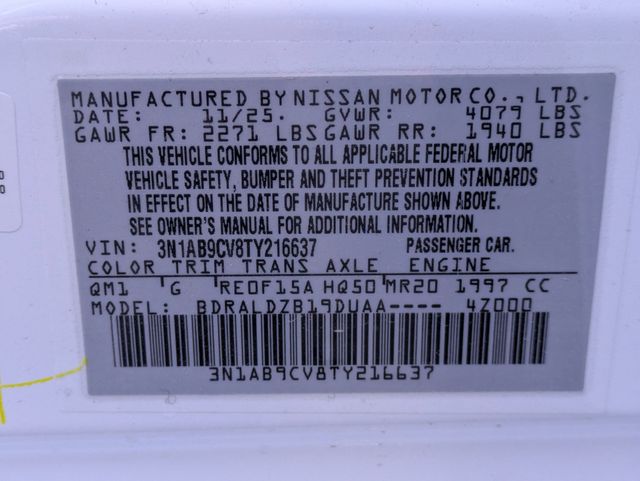 MANUFACTURED BY NISSAN MOTOR CO., LTD.
DATE: 11/25. GVWR: 4079 LBS
GAWR FR: 2271 LBS GAWR RR: 1940 LBS
THIS VEHICLE CONFORMS TO ALL APPLICABLE FEDERAL MOTOR
VEHICLE SAFETY, BUMPER AND THEFT PREVENTION STANDARDS
IN EFFECT ON THE DATE OF MANUFACTURE SHOWN ABOVE.
SEE OWNER'S MANUAL FOR ADDITIONAL INFORMATION.
VIN: 3N1AB9CV8TY216637 PASSENGER CAR.
COLOR TRIM TRANS AXLE ENGINE
QM1 G RE0F15A HQ50 MR20 1997 CC
MODEL: BDRALDZB19DUAA---- 4Z000
3N1AB9CV8TY216637